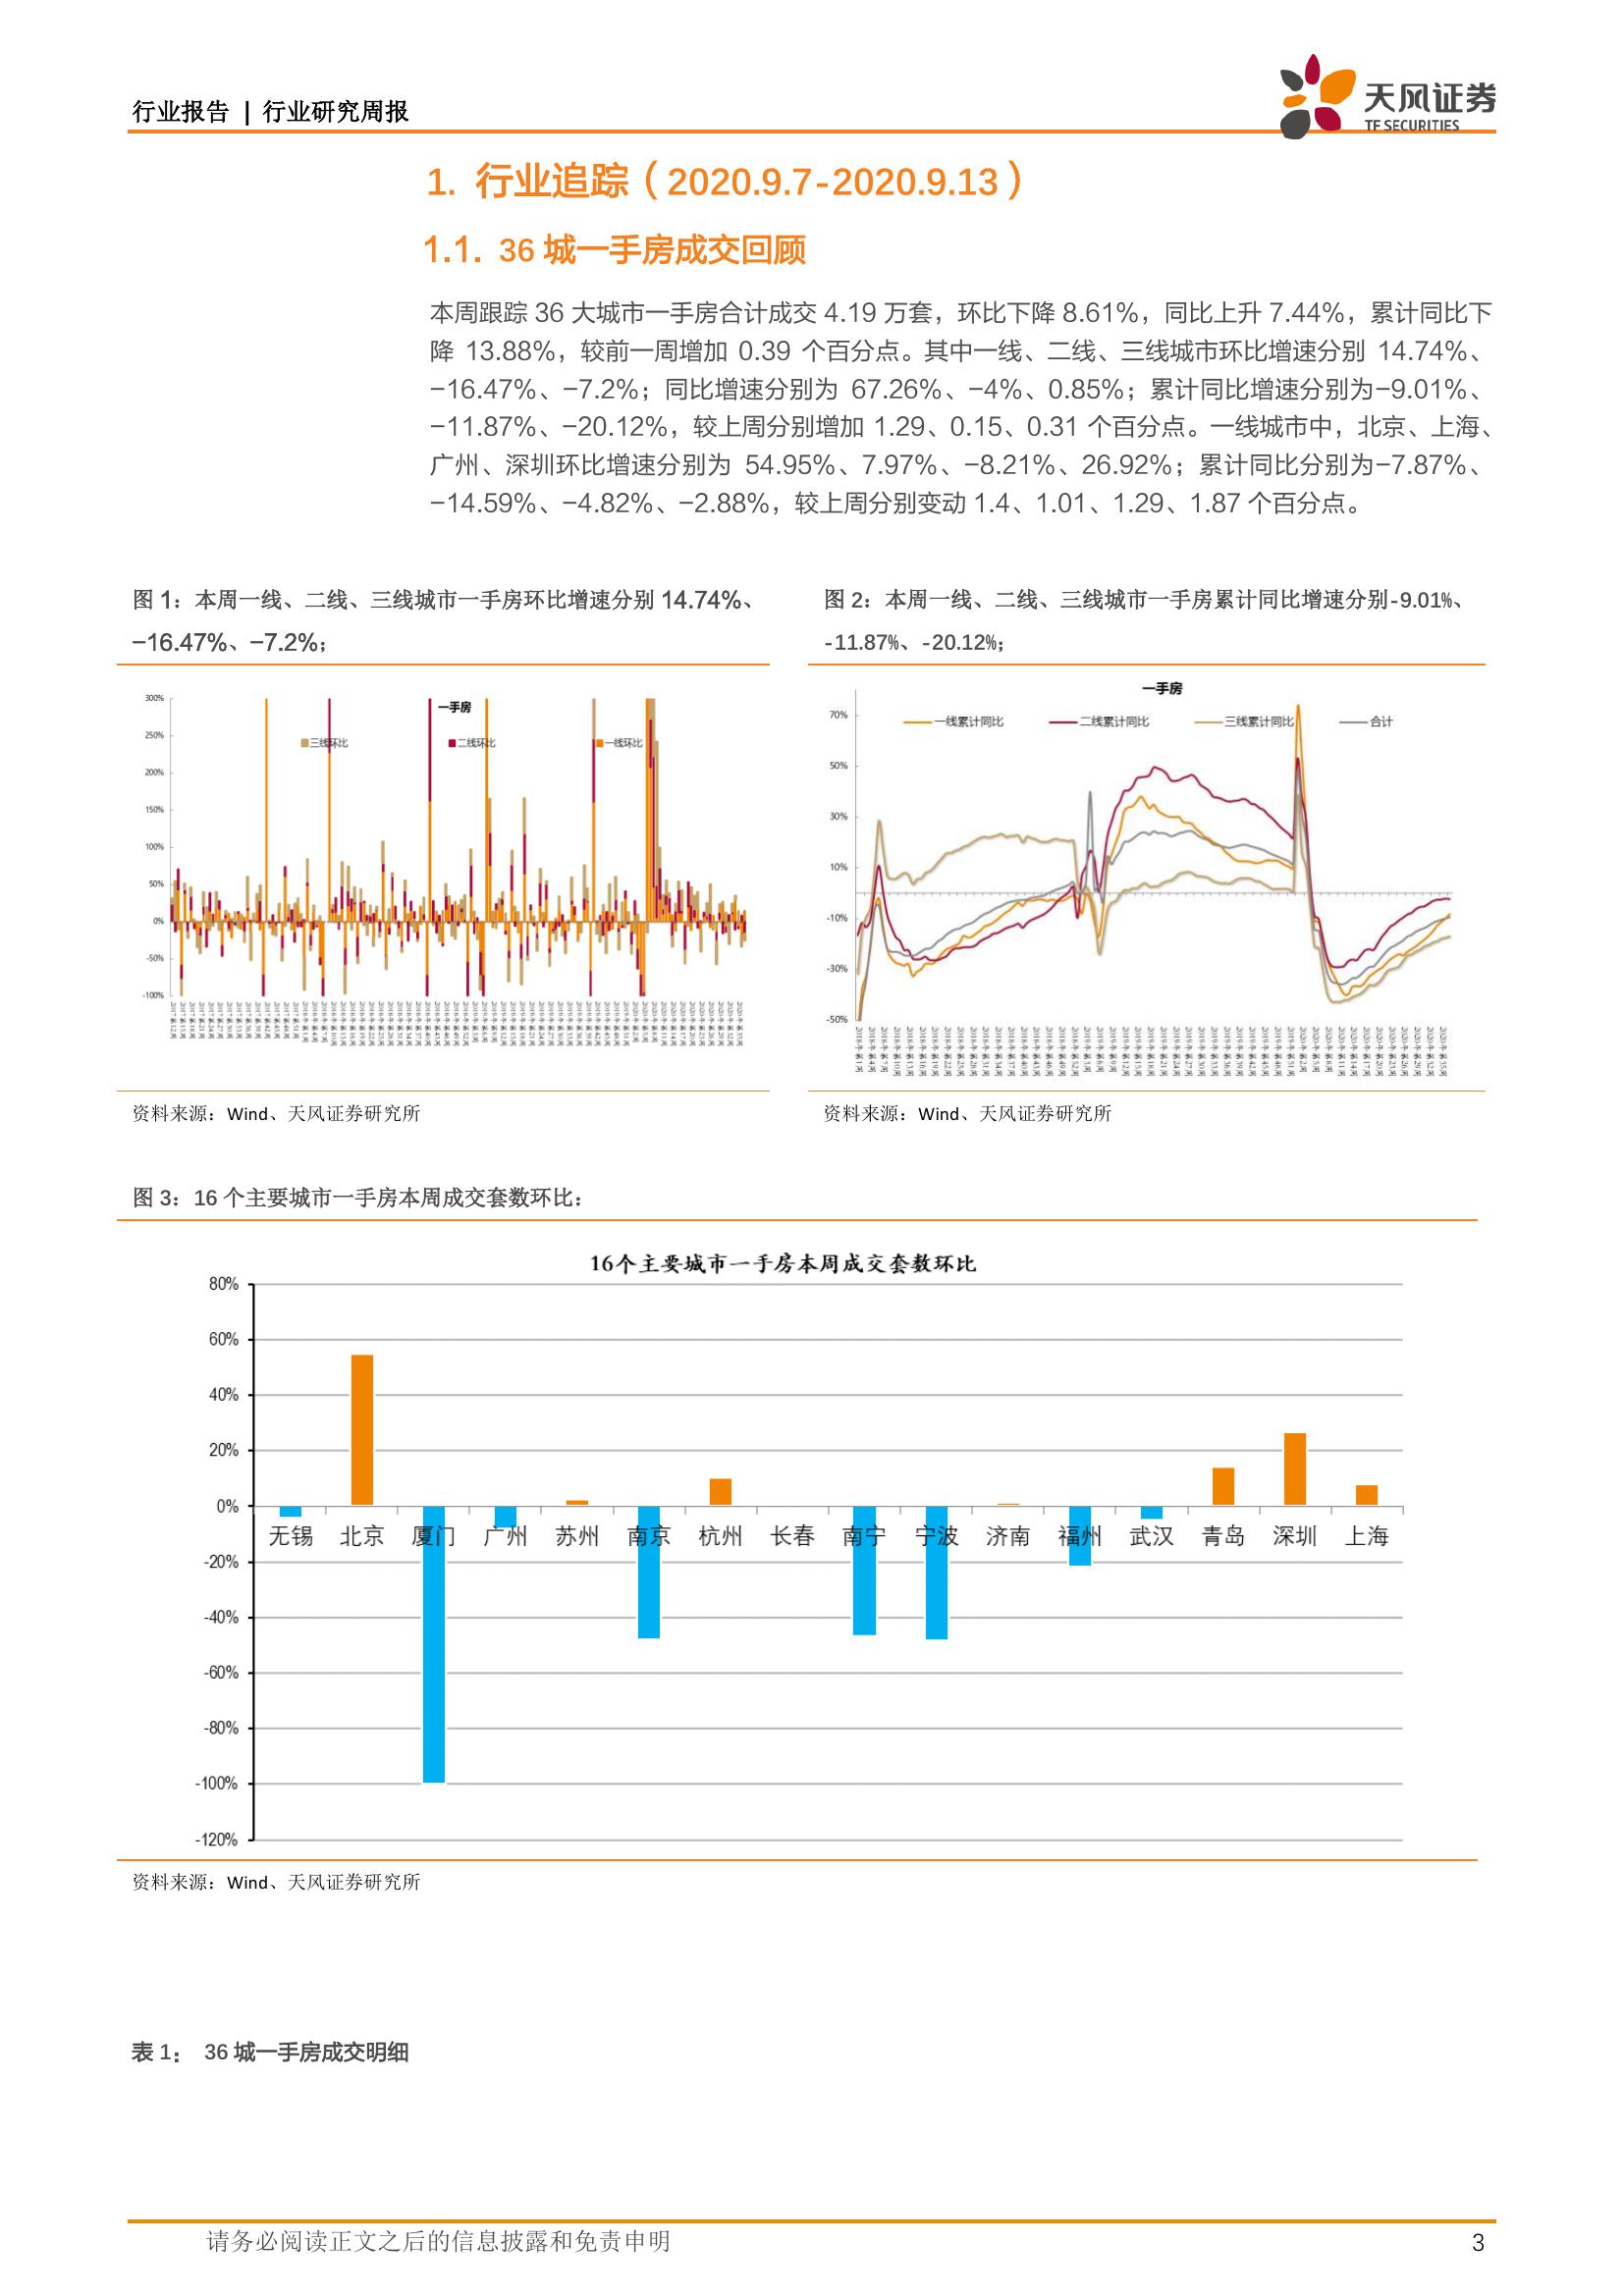 行业报告 | 行业研究周报
天风证券
TF SECURITIES
1. 行业追踪（2020.9.7-2020.9.13）
1.1. 36 城一手房成交回顾
本周跟踪 36 大城市一手房合计成交 4.19 万套，环比下降 8.61%，同比上升 7.44%，累计同比下
降 13.88%，较前一周增加 0.39 个百分点。其中一线、二线、三线城市环比增速分别 14.74%、
-16.47%、-7.2%；同比增速分别为 67.26%、-4%、0.85%；累计同比增速分别为-9.01%、
-11.87%、-20.12%，较上周分别增加 1.29、0.15、0.31 个百分点。一线城市中，北京、上海、
广州、深圳环比增速分别为 54.95%、7.97%、-8.21%、26.92%；累计同比分别为-7.87%、
-14.59%、-4.82%、-2.88%，较上周分别变动 1.4、1.01、1.29、1.87 个百分点。
图 1：本周一线、二线、三线城市一手房环比增速分别 14.74%、
-16.47%、-7.2%；
一手房
三线环比 二线环比 一线环比
300%
250%
200%
150%
100%
50%
0%
-50%
-100%
资料来源：Wind、天风证券研究所
图 2：本周一线、二线、三线城市一手房累计同比增速分别-9.01%、
-11.87%、-20.12%；
一手房
一线累计同比 二线累计同比 三线累计同比 合计
70%
50%
30%
10%
-10%
-30%
-50%
资料来源：Wind、天风证券研究所
图 3：16 个主要城市一手房本周成交套数环比：
16个主要城市一手房本周成交套数环比
80%
60%
40%
20%
0%
-20%
-40%
-60%
-80%
-100%
-120%
无锡 北京 厦门 广州 苏州 南京 杭州 长春 南宁 宁波 济南 福州 武汉 青岛 深圳 上海
资料来源：Wind、天风证券研究所
表 1： 36 城一手房成交明细
请务必阅读正文之后的信息披露和免责申明
3